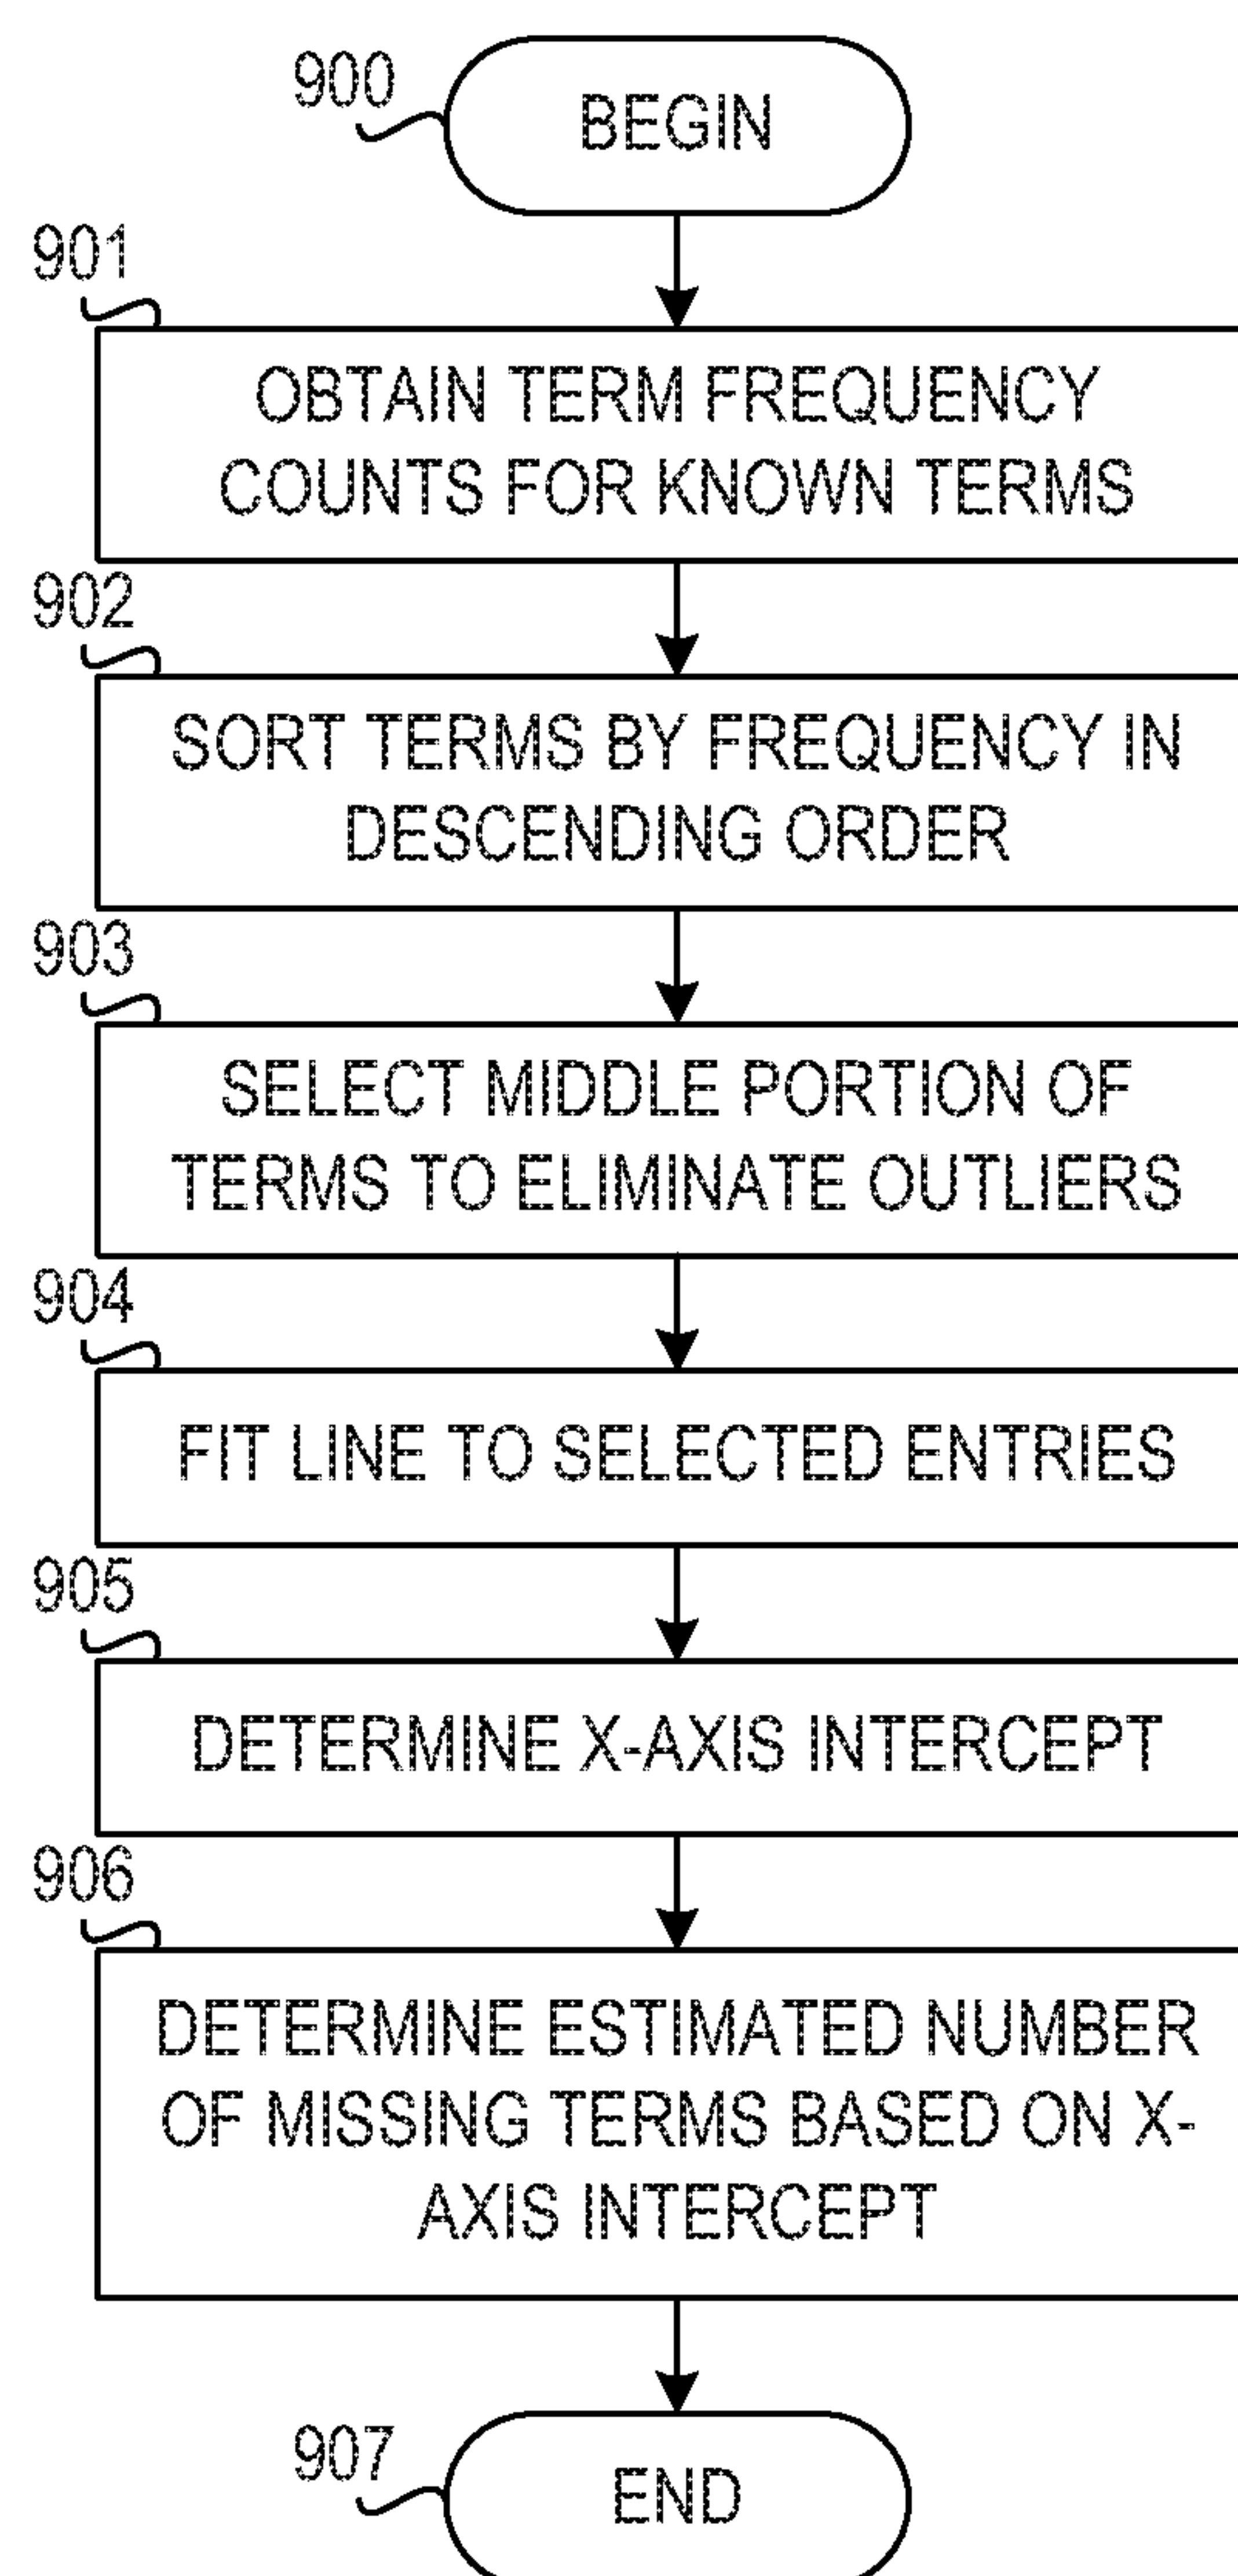 900
BEGIN
901
OBTAIN TERM FREQUENCY
COUNTS FOR KNOWN TERMS
902
SORT TERMS BY FREQUENCY IN
DESCENDING ORDER
903
SELECT MIDDLE PORTION OF
TERMS TO ELIMINATE OUTLIERS
904
FIT LINE TO SELECTED ENTRIES
905
DETERMINE X-AXIS INTERCEPT
906
DETERMINE ESTIMATED NUMBER
OF MISSING TERMS BASED ON X-
AXIS INTERCEPT
907
END